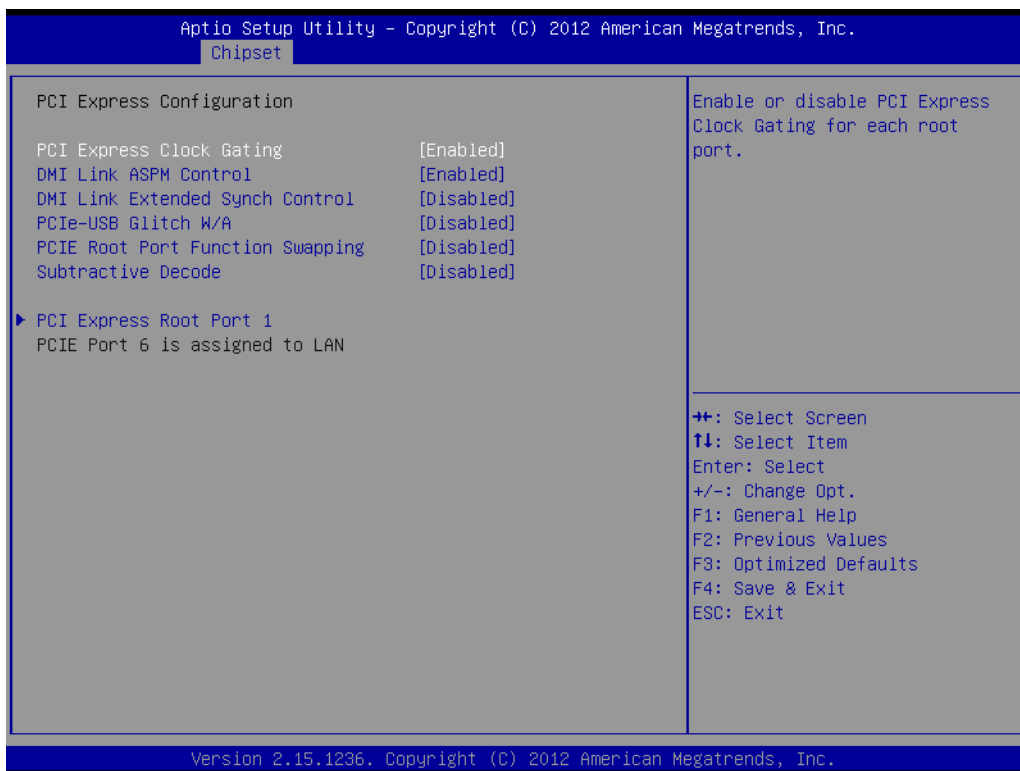 Aptio Setup Utility – Copyright (C) 2012 American Megatrends, Inc.
Chipset
PCI Express Configuration
PCI Express Clock Gating [Enabled]
DMI Link ASPM Control [Enabled]
DMI Link Extended Synch Control [Disabled]
PCIe-USB Glitch W/A [Disabled]
PCIE Root Port Function Swapping [Disabled]
Subtractive Decode [Disabled]
► PCI Express Root Port 1
PCIE Port 6 is assigned to LAN
Enable or disable PCI Express
Clock Gating for each root
port.
→←: Select Screen
↑↓: Select Item
Enter: Select
+/-: Change Opt.
F1: General Help
F2: Previous Values
F3: Optimized Defaults
F4: Save & Exit
ESC: Exit
Version 2.15.1236. Copyright (C) 2012 American Megatrends, Inc.